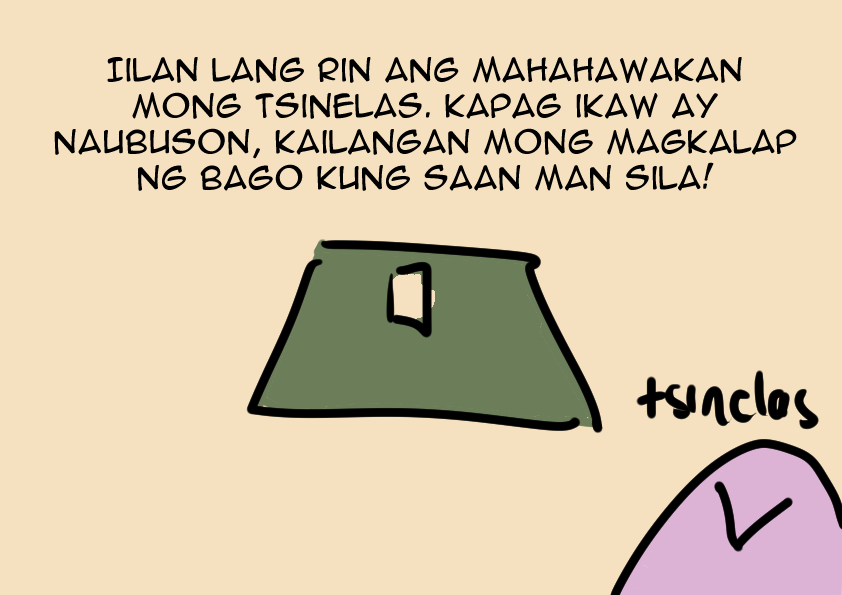 IILAN LANG RIN ANG MAHAHAWAKAN
MONG TSINELAS. KAPAG IKAW AY
NAUBUSON, KAILANGAN MONG MAGKALAP
NG BAGO KUNG SAAN MAN SILA!
tsinelas